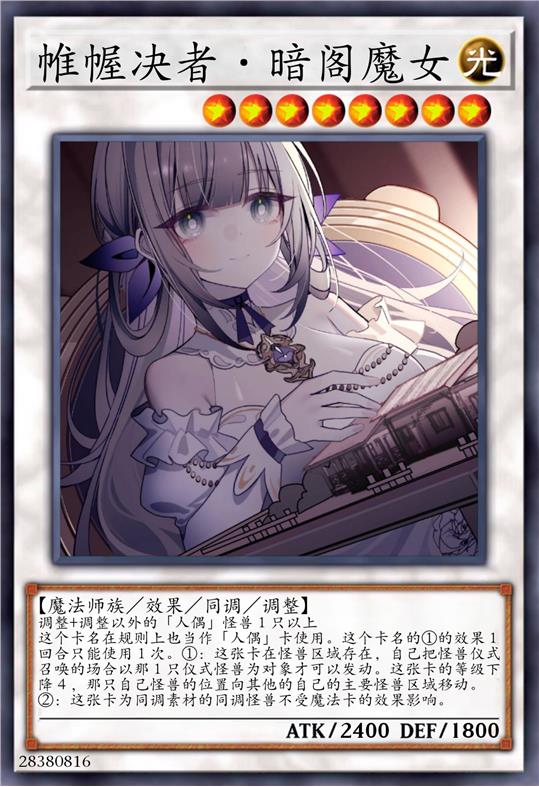 帷幄决者・暗阁魔女
光
【魔法师族／效果／同调／调整】
调整+调整以外的「人偶」怪兽１只以上
这个卡名在规则上也当作「人偶」卡使用。这个卡名的①的效果１
回合只能使用１次。①：这张卡在怪兽区域存在，自己把怪兽仪式
召唤的场合以那１只仪式怪兽为对象才可以发动。这张卡的等级下
降４，那只自己怪兽的位置向其他的自己的主要怪兽区域移动。
②：这张卡为同调素材的同调怪兽不受魔法卡的效果影响。
ATK/2400 DEF/1800
28380816